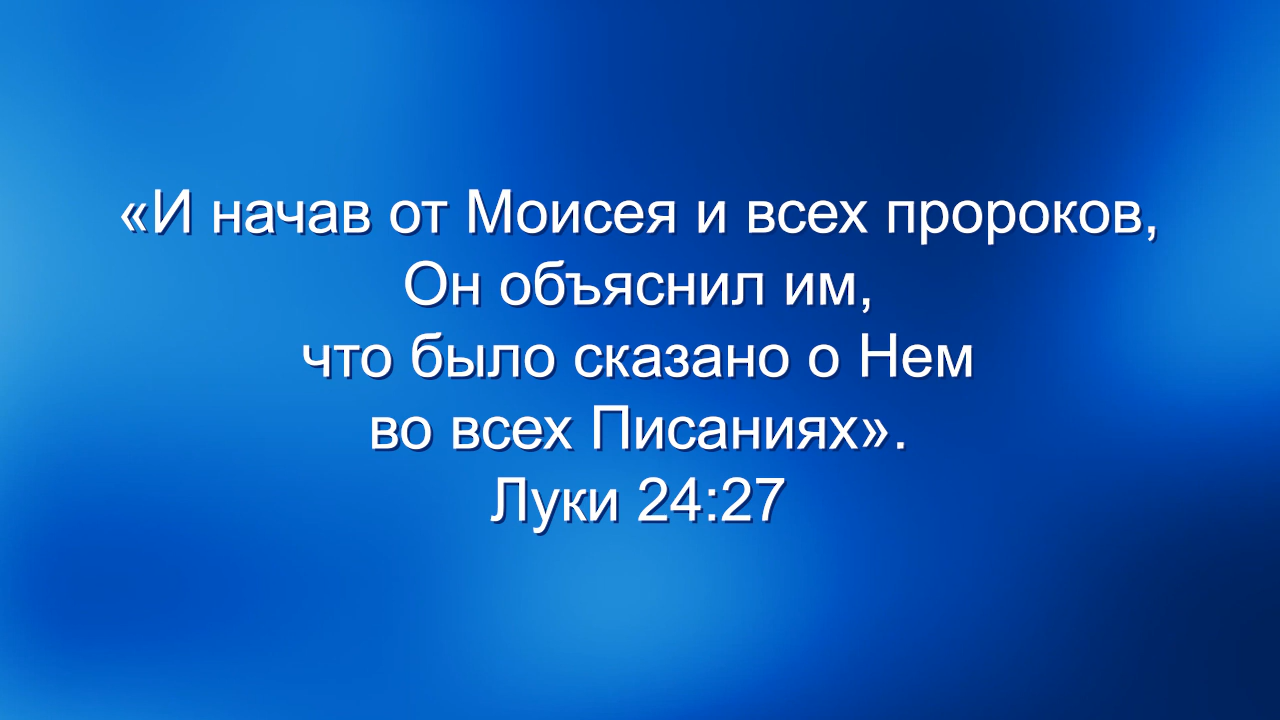 «И начав от Моисея и всех пророков,
Он объяснил им,
что было сказано о Нем
во всех Писаниях».
Луки 24:27